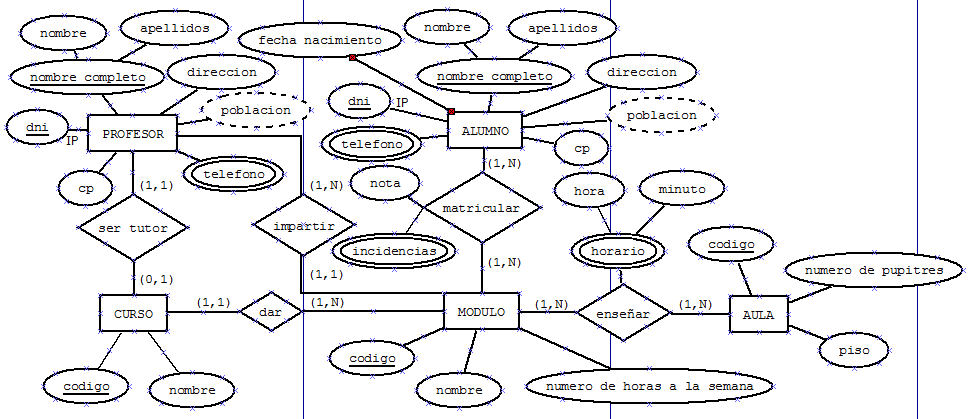 nombre
apellidos
fecha nacimiento
nombre
apellidos
nombre completo
direccion
nombre completo
direccion
dni
IP
PROFESOR
poblacion
dni
IP
ALUMNO
poblacion
telefono
cp
cp
telefono
(1,1)
(1,N)
nota
(1,N)
hora
minuto
ser tutor
impartir
matricular
incidencias
horario
codigo
numero de pupitres
(0,1)
(1,1)
(1,N)
CURSO
(1,1)
dar
(1,N)
MODULO
(1,N)
enseñar
(1,N)
AULA
piso
codigo
nombre
codigo
nombre
numero de horas a la semana